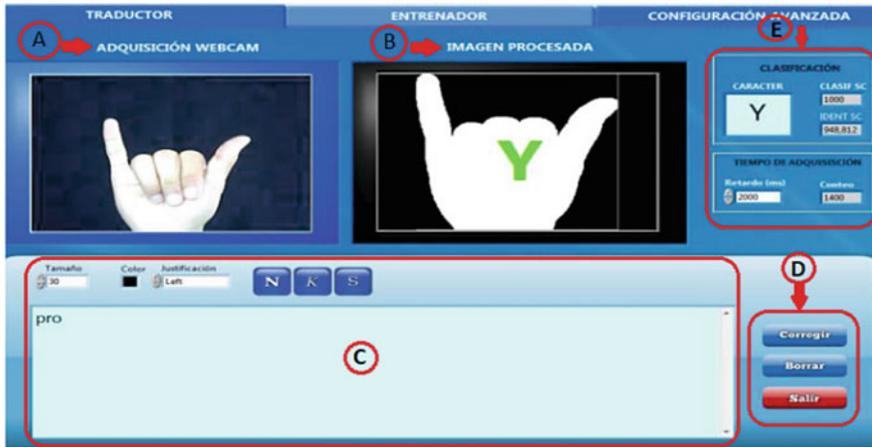 TRADUCTOR
ENTRENADOR
CONFIGURACIÓN AVANZADA
A
ADQUISICIÓN WEBCAM
B
IMAGEN PROCESADA
E
CLASIFICACIÓN
CARACTER
CLASIF SC
Y
1000
IDENT SC
948,812
Y
TIEMPO DE ADQUISISCIÓN
Retardo (ms)
Conteo
2000
1400
Tamaño
Color
Justificación
30
Left
N
K
S
D
pro
C
Corregir
Borrar
Salir